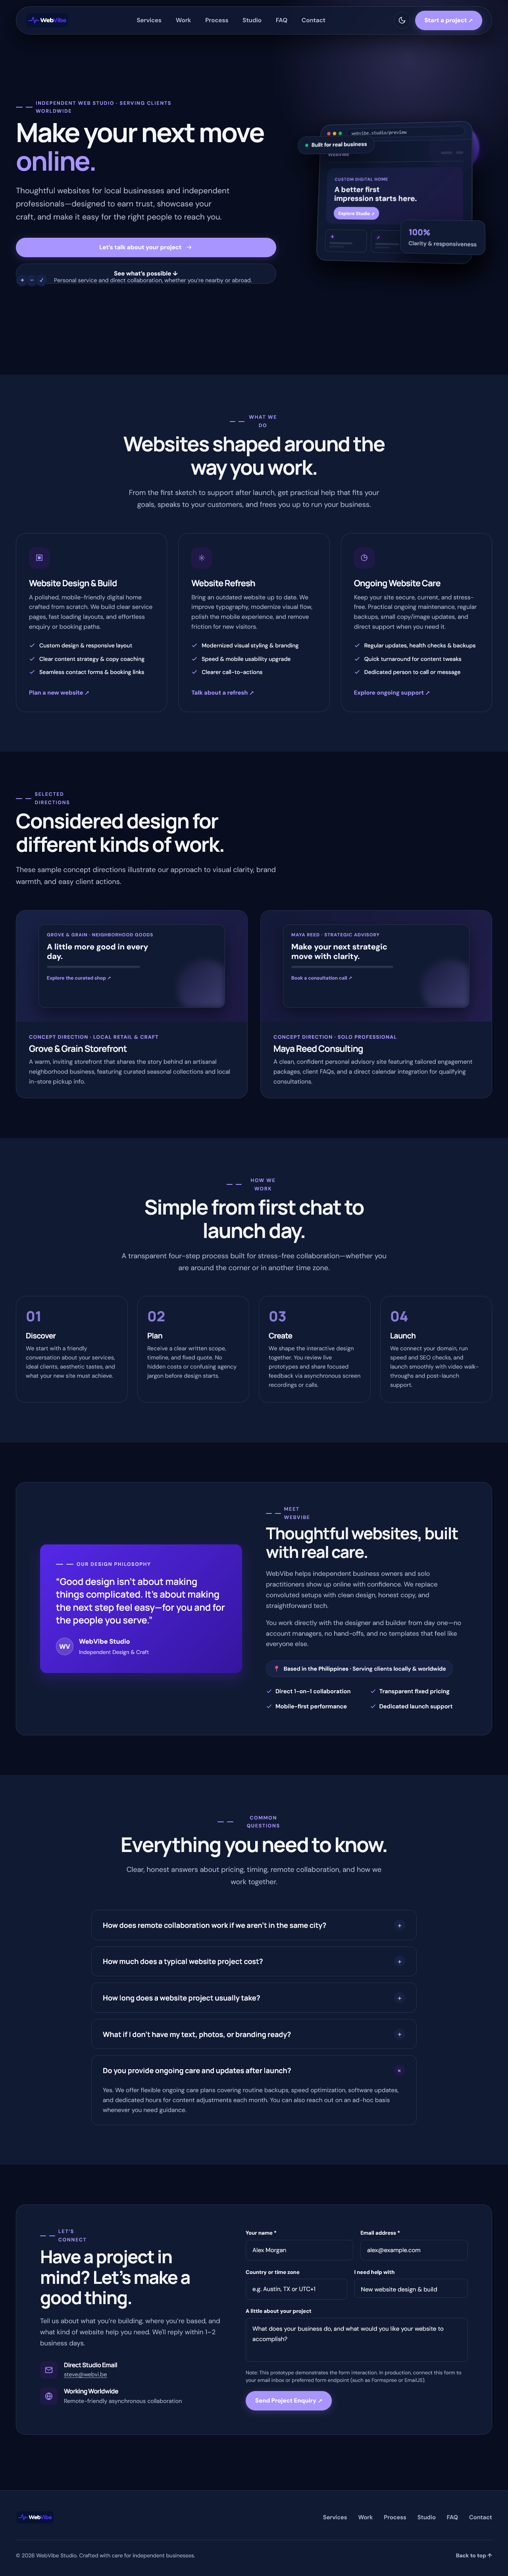 WebVibe
Services Work Process Studio FAQ Contact
Start a project ↗
INDEPENDENT WEB STUDIO · SERVING CLIENTS
WORLDWIDE
Make your next move
online.
Thoughtful websites for local businesses and independent
professionals—designed to earn trust, showcase your
craft, and make it easy for the right people to reach you.
Let's talk about your project →
See what's possible ↓
Personal service and direct collaboration, whether you're nearby or abroad.
webvibe.studio/preview
Built for real business
WEBVIBE
CUSTOM DIGITAL HOME
A better first
impression starts here.
Explore Studio ↗
100%
Clarity & responsiveness
WHAT WE
DO
Websites shaped around the
way you work.
From the first sketch to support after launch, get practical help that fits your
goals, speaks to your customers, and frees you up to run your business.
Website Design & Build
A polished, mobile-friendly digital home
crafted from scratch. We build clear service
pages, fast loading layouts, and effortless
enquiry or booking paths.
Custom design & responsive layout
Clear content strategy & copy coaching
Seamless contact forms & booking links
Plan a new website ↗
Website Refresh
Bring an outdated website up to date. We
improve typography, modernize visual flow,
polish the mobile experience, and remove
friction for new visitors.
Modernized visual styling & branding
Speed & mobile usability upgrade
Clearer call-to-actions
Talk about a refresh ↗
Ongoing Website Care
Keep your site secure, current, and stress-
free. Practical ongoing maintenance, regular
backups, small copy/image updates, and
direct support when you need it.
Regular updates, health checks & backups
Quick turnaround for content tweaks
Dedicated person to call or message
Explore ongoing support ↗
SELECTED
DIRECTIONS
Considered design for
different kinds of work.
These sample concept directions illustrate our approach to visual clarity, brand
warmth, and easy client actions.
GROVE & GRAIN · NEIGHBORHOOD GOODS
A little more good in every
day.
Explore the curated shop ↗
CONCEPT DIRECTION · LOCAL RETAIL & CRAFT
Grove & Grain Storefront
A warm, inviting storefront that shares the story behind an artisanal
neighborhood business, featuring curated seasonal collections and local
in-store pickup info.
MAYA REED · STRATEGIC ADVISORY
Make your next strategic
move with clarity.
Book a consultation call ↗
CONCEPT DIRECTION · SOLO PROFESSIONAL
Maya Reed Consulting
A clean, confident personal advisory site featuring tailored engagement
packages, client FAQs, and a direct calendar integration for qualifying
consultations.
HOW WE
WORK
Simple from first chat to
launch day.
A transparent four-step process built for stress-free collaboration—whether you
are around the corner or in another time zone.
01
Discover
We start with a friendly
conversation about your services,
ideal clients, aesthetic tastes, and
what your new site must achieve.
02
Plan
Receive a clear written scope,
timeline, and fixed quote. No
hidden costs or confusing agency
jargon before design starts.
03
Create
We shape the interactive design
together. You review live
prototypes and share focused
feedback via asynchronous screen
recordings or calls.
04
Launch
We connect your domain, run
speed and SEO checks, and
launch smoothly with video walk-
throughs and post-launch
support.
OUR DESIGN PHILOSOPHY
“Good design isn't about making
things complicated. It's about making
the next step feel easy—for you and for
the people you serve.”
WV
WebVibe Studio
Independent Design & Craft
MEET
WEBVIBE
Thoughtful websites, built
with real care.
WebVibe helps independent business owners and solo
practitioners show up online with confidence. We replace
convoluted setups with clean design, honest copy, and
straightforward hosting.
You work directly with the designer and builder from day one—no
account managers, no hand-offs, and no templates that feel like
everyone else.
Based in the Philippines · Serving clients locally & worldwide
Direct 1-on-1 collaboration
Transparent fixed pricing
Mobile-first performance
Dedicated launch support
COMMON
QUESTIONS
Everything you need to know.
Clear, honest answers about pricing, timing, remote collaboration, and how we
work together.
How does remote collaboration work if we aren't in the same city?
How much does a typical website project cost?
How long does a website project usually take?
What if I don't have my text, photos, or branding ready?
Do you provide ongoing care and updates after launch?
Yes. We offer flexible ongoing care plans covering routine backups, speed optimization, software updates,
and dedicated hours for content adjustments each month. You can also reach out on an ad-hoc basis
whenever you need guidance.
LET'S
CONNECT
Have a project in
mind? Let's make a
good thing.
Tell us about what you're building, where you're based, and
what kind of website help you need. We'll reply within 1–2
business days.
Direct Studio Email
steve@webvi.be
Working Worldwide
Remote-friendly asynchronous collaboration
Your name *
Alex Morgan
Email address *
alex@example.com
Country or time zone
e.g. Austin, TX or UTC+1
I need help with
New website design & build
A little about your project
What does your business do, and what would you like your website to
accomplish?
Note: This prototype demonstrates the form interaction. In production, connect this form to
your email inbox or preferred form endpoint (such as Formspree or EmailJS).
Send Project Enquiry ↗
WebVibe
Services Work Process Studio FAQ Contact
© 2026 WebVibe Studio. Crafted with care for independent businesses.
Back to top ↑